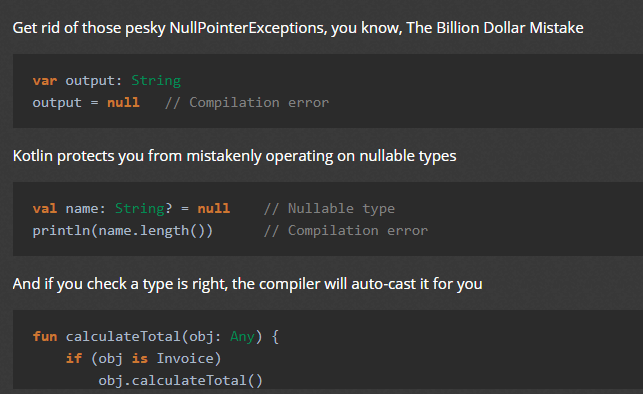 Get rid of those pesky NullPointerExceptions, you know, The Billion Dollar Mistake
var output: String
output = null   // Compilation error
Kotlin protects you from mistakenly operating on nullable types
val name: String? = null    // Nullable type
println(name.length())      // Compilation error
And if you check a type is right, the compiler will auto-cast it for you
fun calculateTotal(obj: Any) {
    if (obj is Invoice)
        obj.calculateTotal()